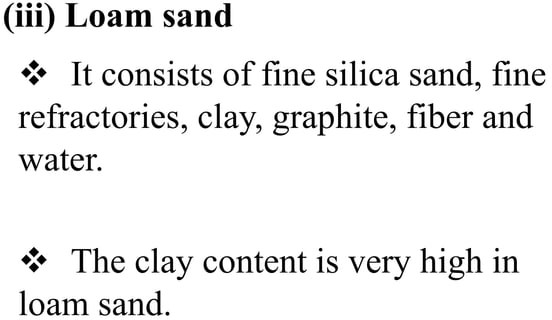 (iii) Loam sand
❖ It consists of fine silica sand, fine
refractories, clay, graphite, fiber and
water.
❖ The clay content is very high in
loam sand.